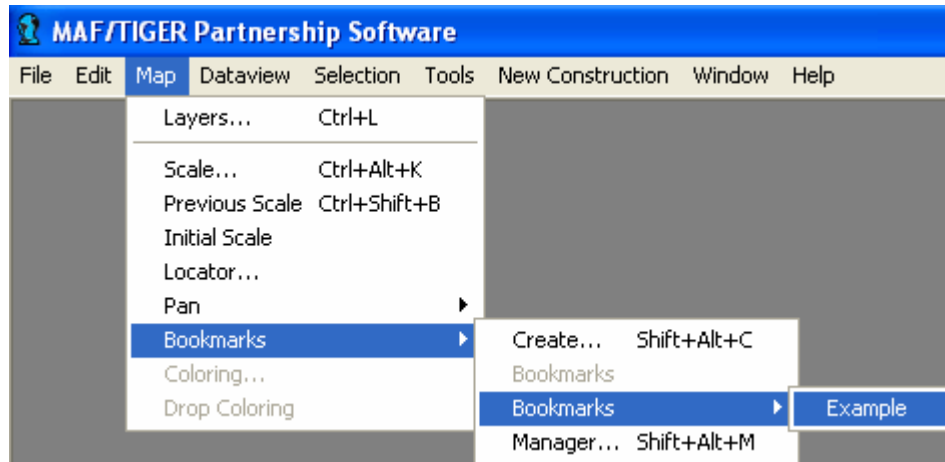 MAF/TIGER Partnership Software
File Edit Map Dataview Selection Tools New Construction Window Help
Layers... Ctrl+L
Scale... Ctrl+Alt+K
Previous Scale Ctrl+Shift+B
Initial Scale
Locator...
Pan
Bookmarks
Create... Shift+Alt+C
Coloring...
Bookmarks
Drop Coloring
Bookmarks
Example
Manager... Shift+Alt+M